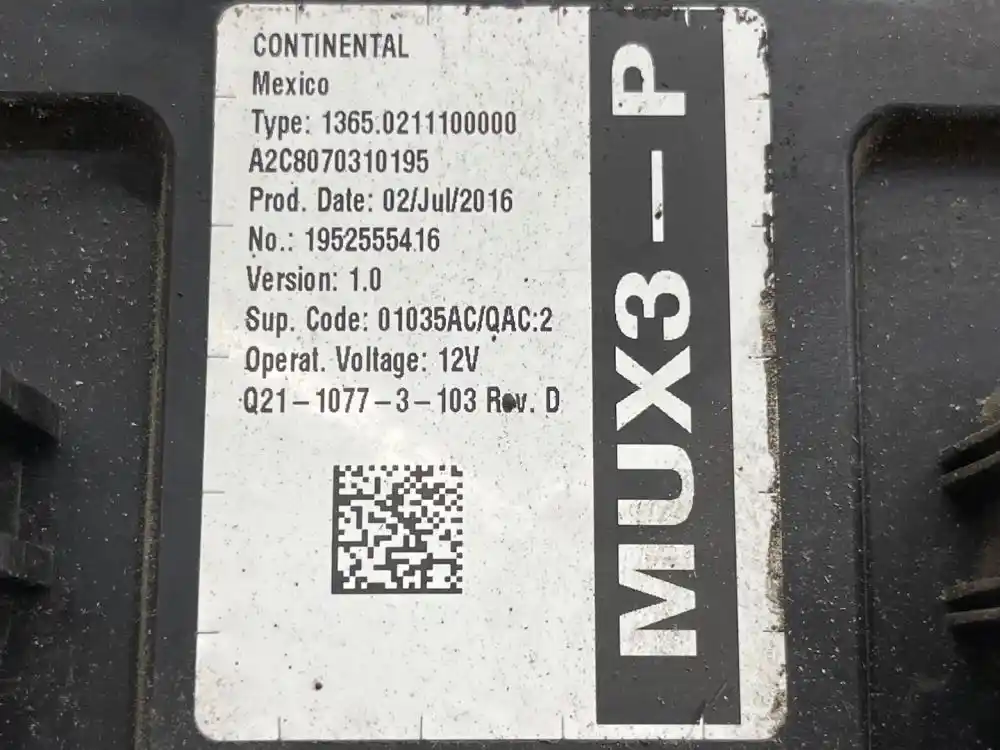 CONTINENTAL
Mexico
Type: 1365.0211100000
A2C8070310195
Prod. Date: 02/Jul/2016
No.: 1952555416
Version: 1.0
Sup. Code: 01035AC/QAC:2
Operat. Voltage: 12V
Q21-1077-3-103 Rev. D
MUX3-P